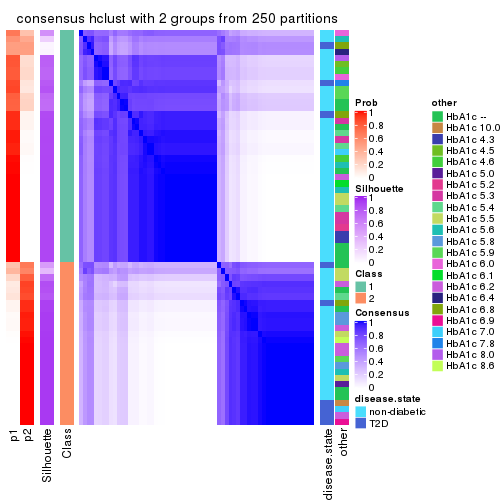 consensus hclust with 2 groups from 250 partitions
p1
p2
Silhouette
Class
disease.state
other
Prob
1
0.8
0.6
0.4
0.2
0
Silhouette
1
0.8
0.6
0.4
0.2
0
Class
1
2
Consensus
1
0.8
0.6
0.4
0.2
0
disease.state
non-diabetic
T2D
other
HbA1c --
HbA1c 10.0
HbA1c 4.3
HbA1c 4.5
HbA1c 4.6
HbA1c 5.0
HbA1c 5.2
HbA1c 5.3
HbA1c 5.4
HbA1c 5.5
HbA1c 5.6
HbA1c 5.8
HbA1c 5.9
HbA1c 6.0
HbA1c 6.1
HbA1c 6.2
HbA1c 6.4
HbA1c 6.8
HbA1c 6.9
HbA1c 7.0
HbA1c 7.8
HbA1c 8.0
HbA1c 8.6